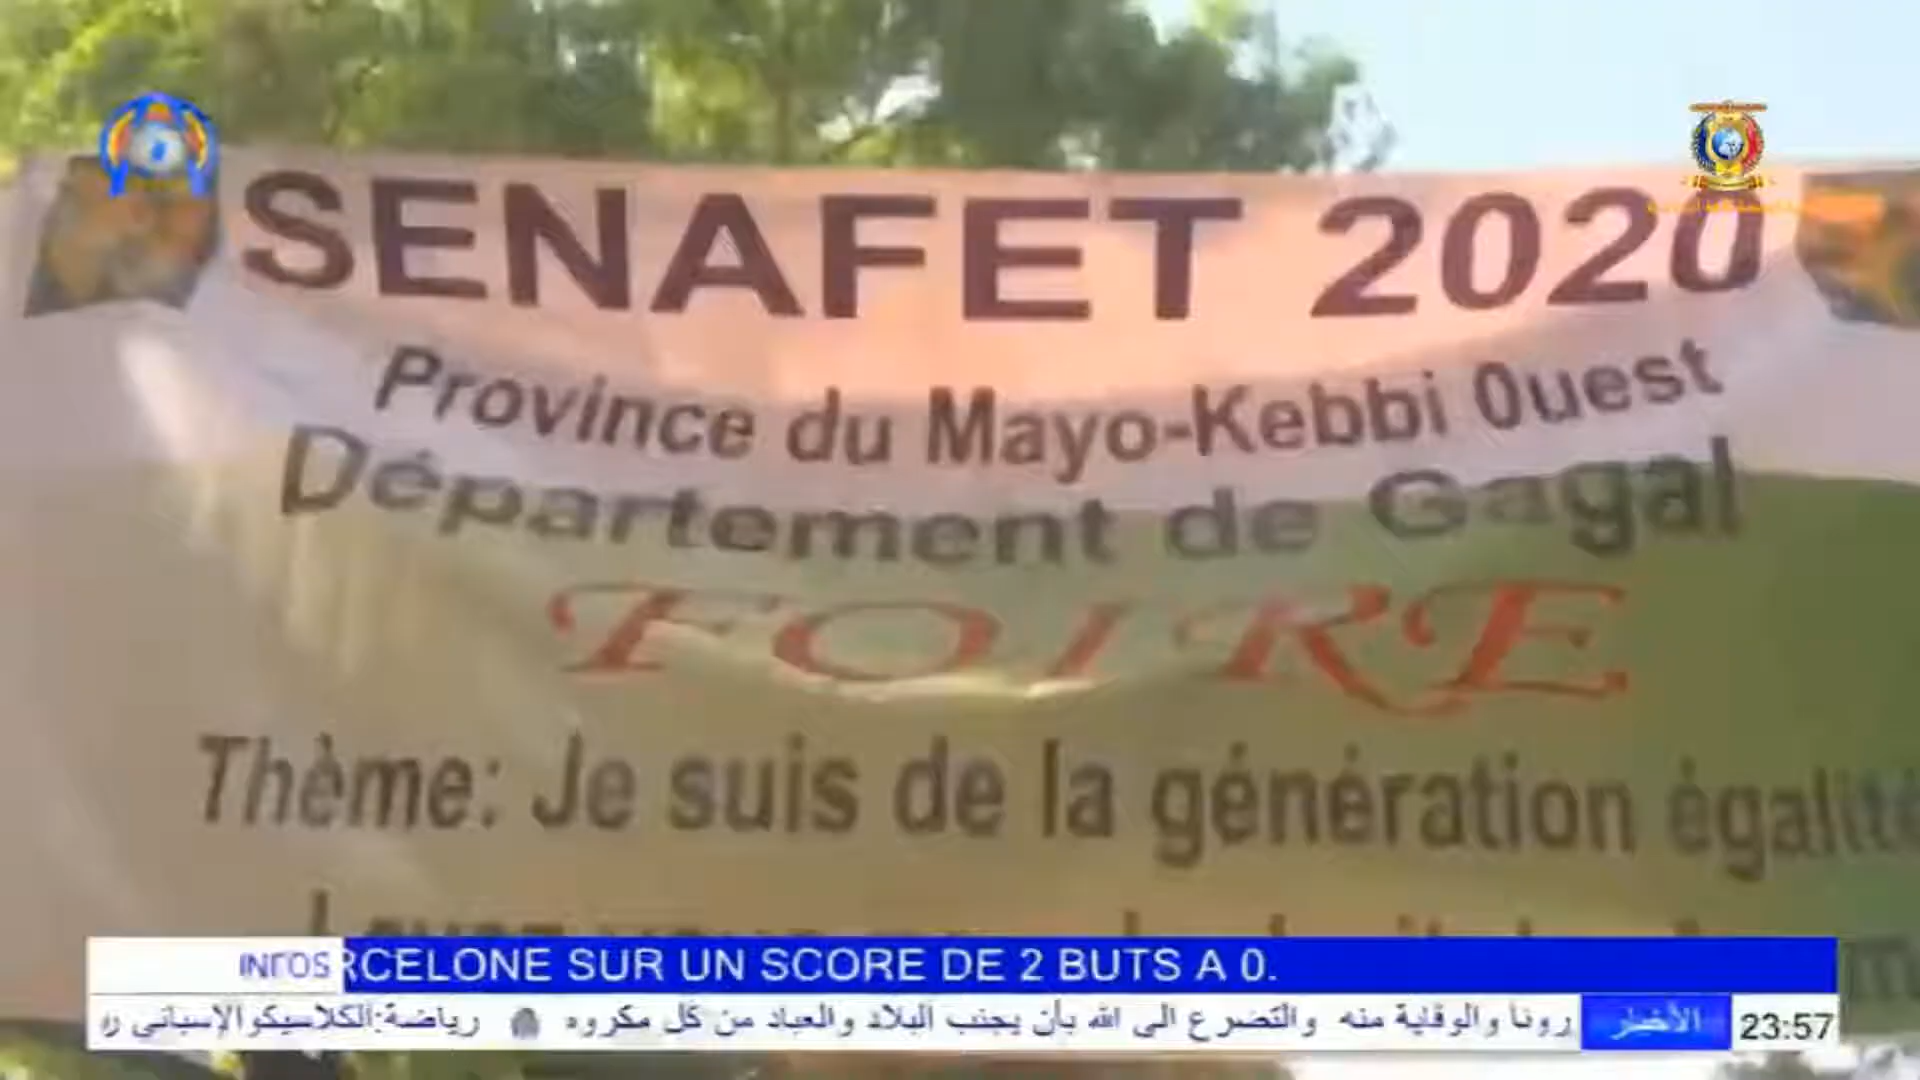 SENAFET 2020
Province du Mayo-Kebbi Ouest
Département de Gagal
FOIRE
Thème: Je suis de la génération égalité
INFOS RCELONE SUR UN SCORE DE 2 BUTS A 0.
رونا والوقاية منه والتضرع الى الله بأن يجنب البلاد والعباد من كل مكروه رياضة:الكلاسيكو الإسباني
الأخبار
23:57